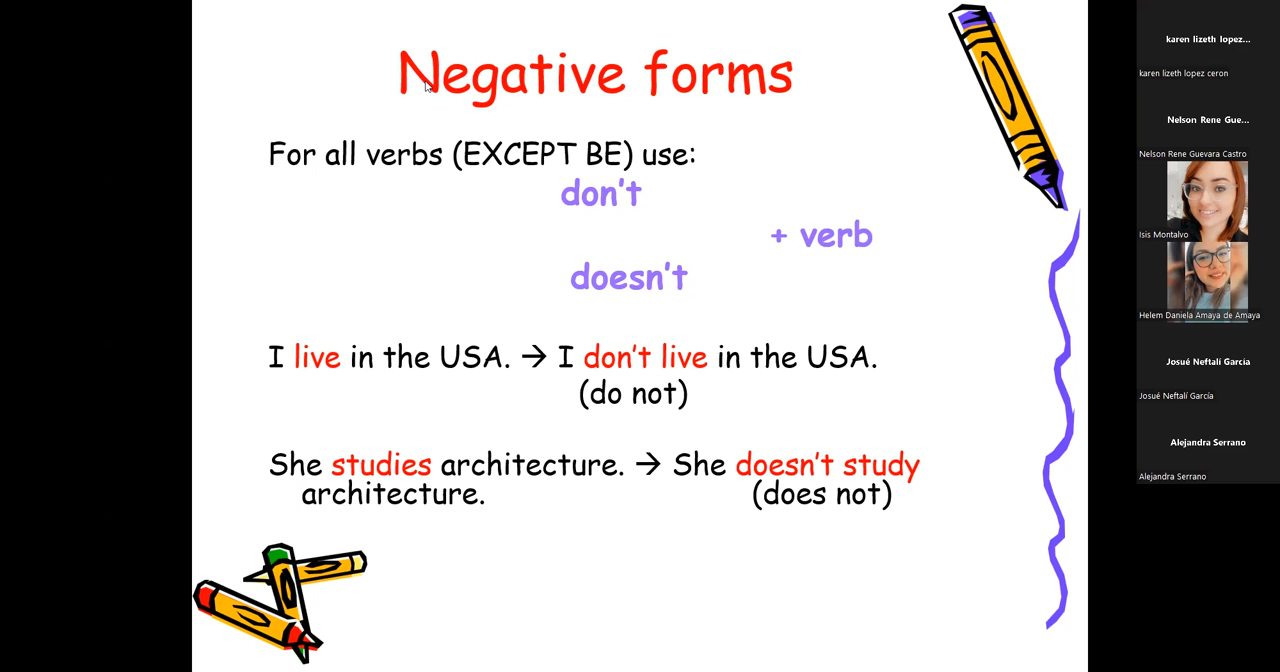 Negative forms
For all verbs (EXCEPT BE) use:
don't
+ verb
doesn't
I live in the USA. → I don't live in the USA.
(do not)
She studies architecture. → She doesn't study
architecture. (does not)
karen lizeth lopez...
karen lizeth lopez ceron
Nelson Rene Gue...
Nelson Rene Guevara Castro
Isis Montalvo
Helem Daniela Amaya de Amaya
Josué Neftalí García
Josué Neftalí García
Alejandra Serrano
Alejandra Serrano